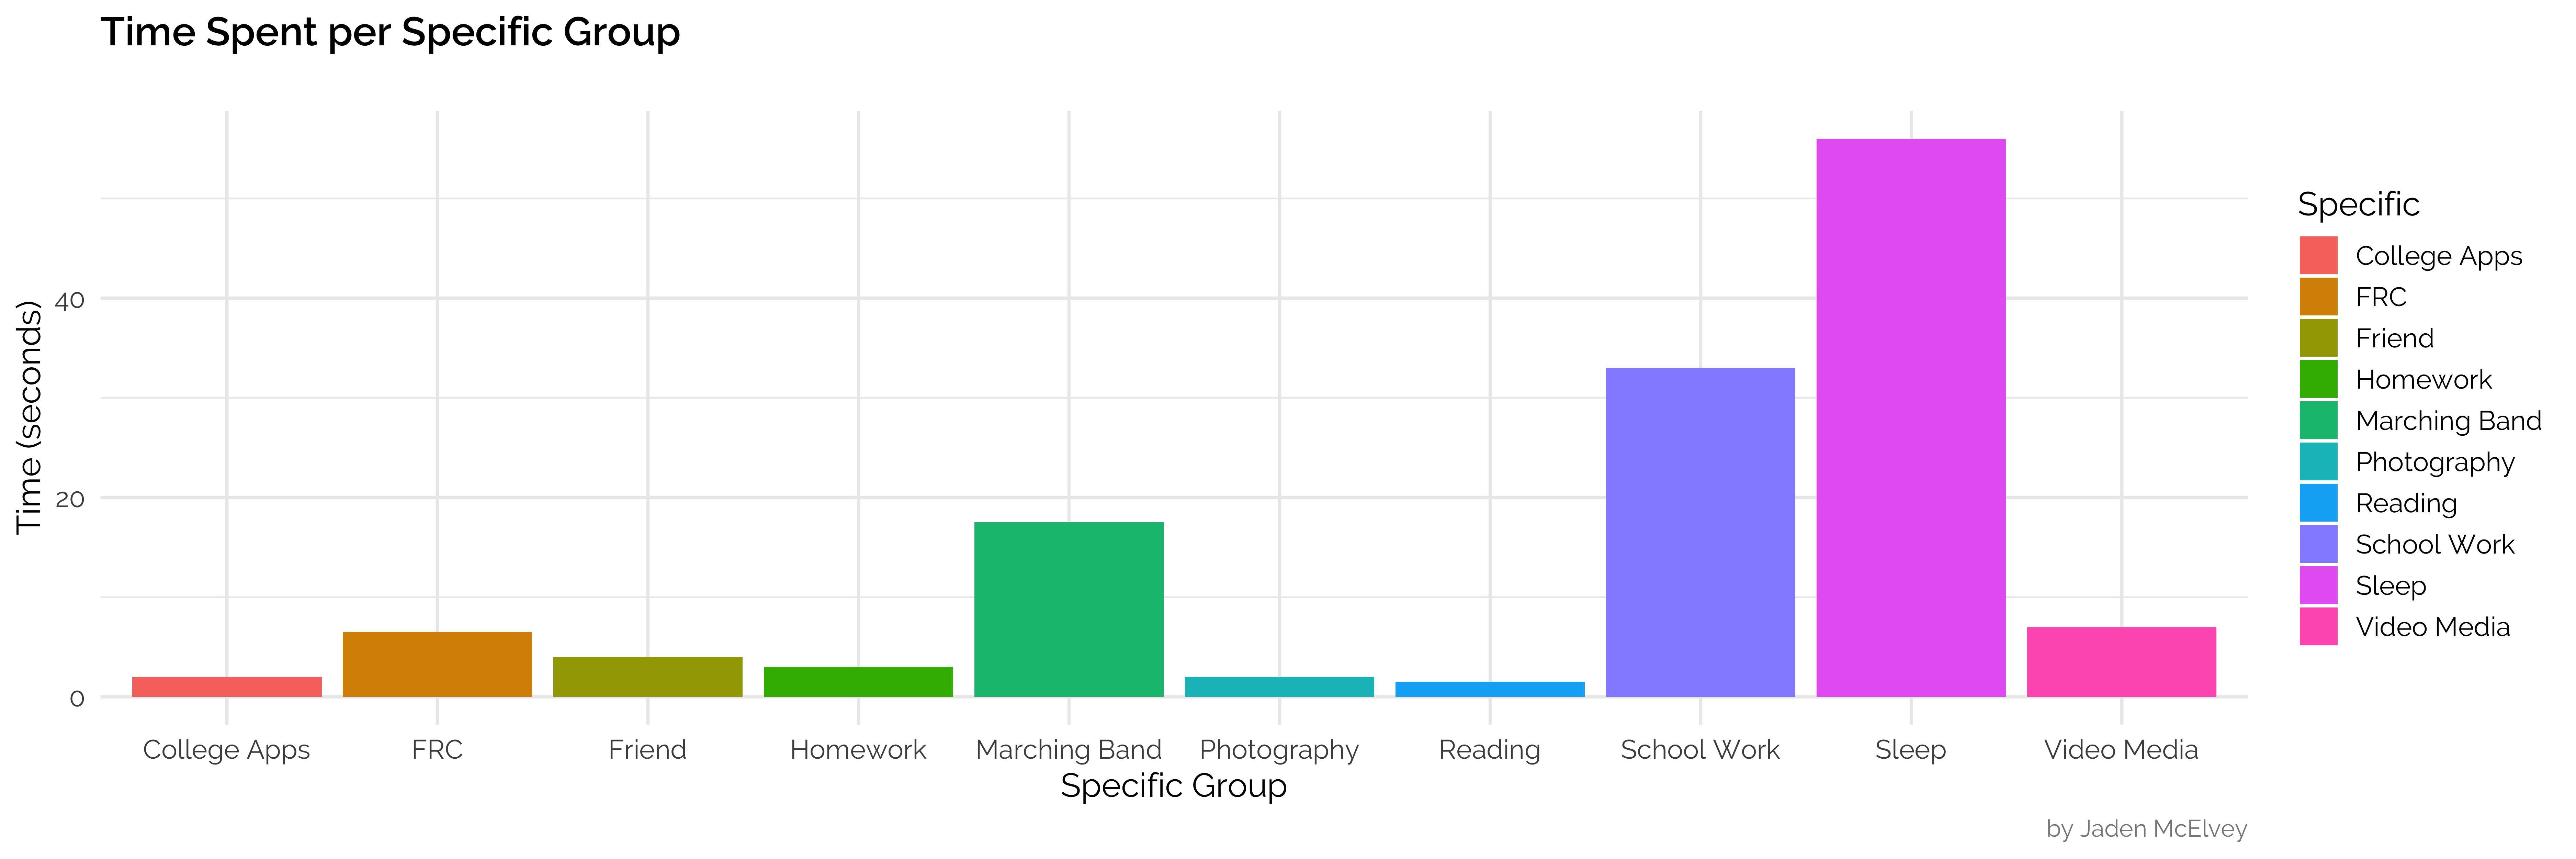 Time Spent per Specific Group
Time (seconds)
40
20
0
College Apps FRC Friend Homework Marching Band Photography Reading School Work Sleep Video Media
Specific Group
Specific
College Apps
FRC
Friend
Homework
Marching Band
Photography
Reading
School Work
Sleep
Video Media
by Jaden McElvey